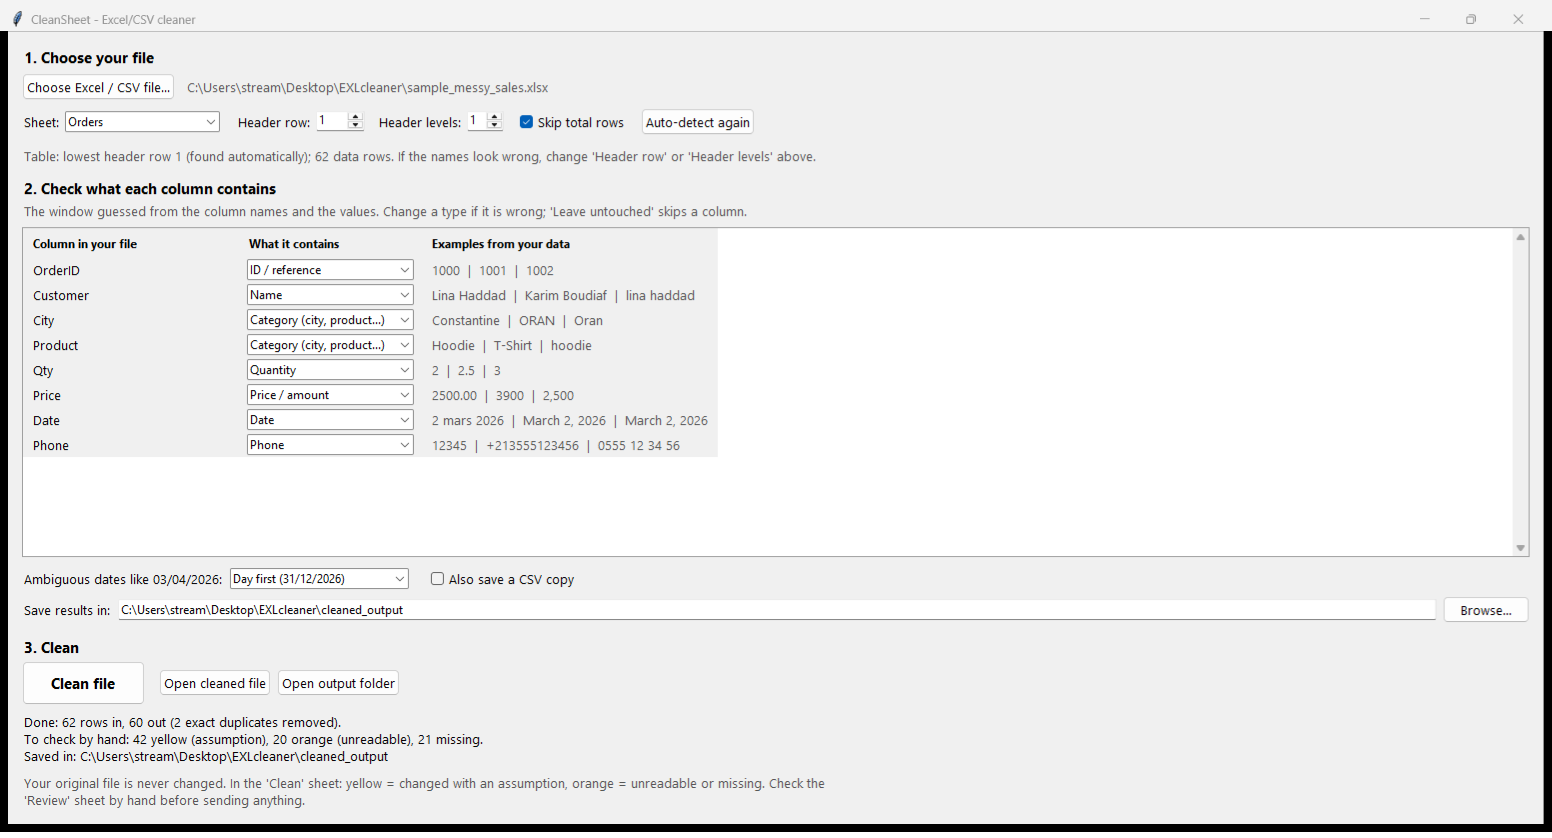 CleanSheet - Excel/CSV cleaner
1. Choose your file
Choose Excel / CSV file... C:\Users\stream\Desktop\EXLcleaner\sample_messy_sales.xlsx
Sheet: Orders Header row: 1 Header levels: 1 Skip total rows Auto-detect again
Table: lowest header row 1 (found automatically); 62 data rows. If the names look wrong, change 'Header row' or 'Header levels' above.
2. Check what each column contains
The window guessed from the column names and the values. Change a type if it is wrong; 'Leave untouched' skips a column.
Column in your file What it contains Examples from your data
OrderID ID / reference 1000 | 1001 | 1002
Customer Name Lina Haddad | Karim Boudiaf | lina haddad
City Category (city, product...) Constantine | ORAN | Oran
Product Category (city, product...) Hoodie | T-Shirt | hoodie
Qty Quantity 2 | 2.5 | 3
Price Price / amount 2500.00 | 3900 | 2,500
Date Date 2 mars 2026 | March 2, 2026 | March 2, 2026
Phone Phone 12345 | +213555123456 | 0555 12 34 56
Ambiguous dates like 03/04/2026: Day first (31/12/2026) Also save a CSV copy
Save results in: C:\Users\stream\Desktop\EXLcleaner\cleaned_output Browse...
3. Clean
Clean file Open cleaned file Open output folder
Done: 62 rows in, 60 out (2 exact duplicates removed).
To check by hand: 42 yellow (assumption), 20 orange (unreadable), 21 missing.
Saved in: C:\Users\stream\Desktop\EXLcleaner\cleaned_output
Your original file is never changed. In the 'Clean' sheet: yellow = changed with an assumption, orange = unreadable or missing. Check the
'Review' sheet by hand before sending anything.